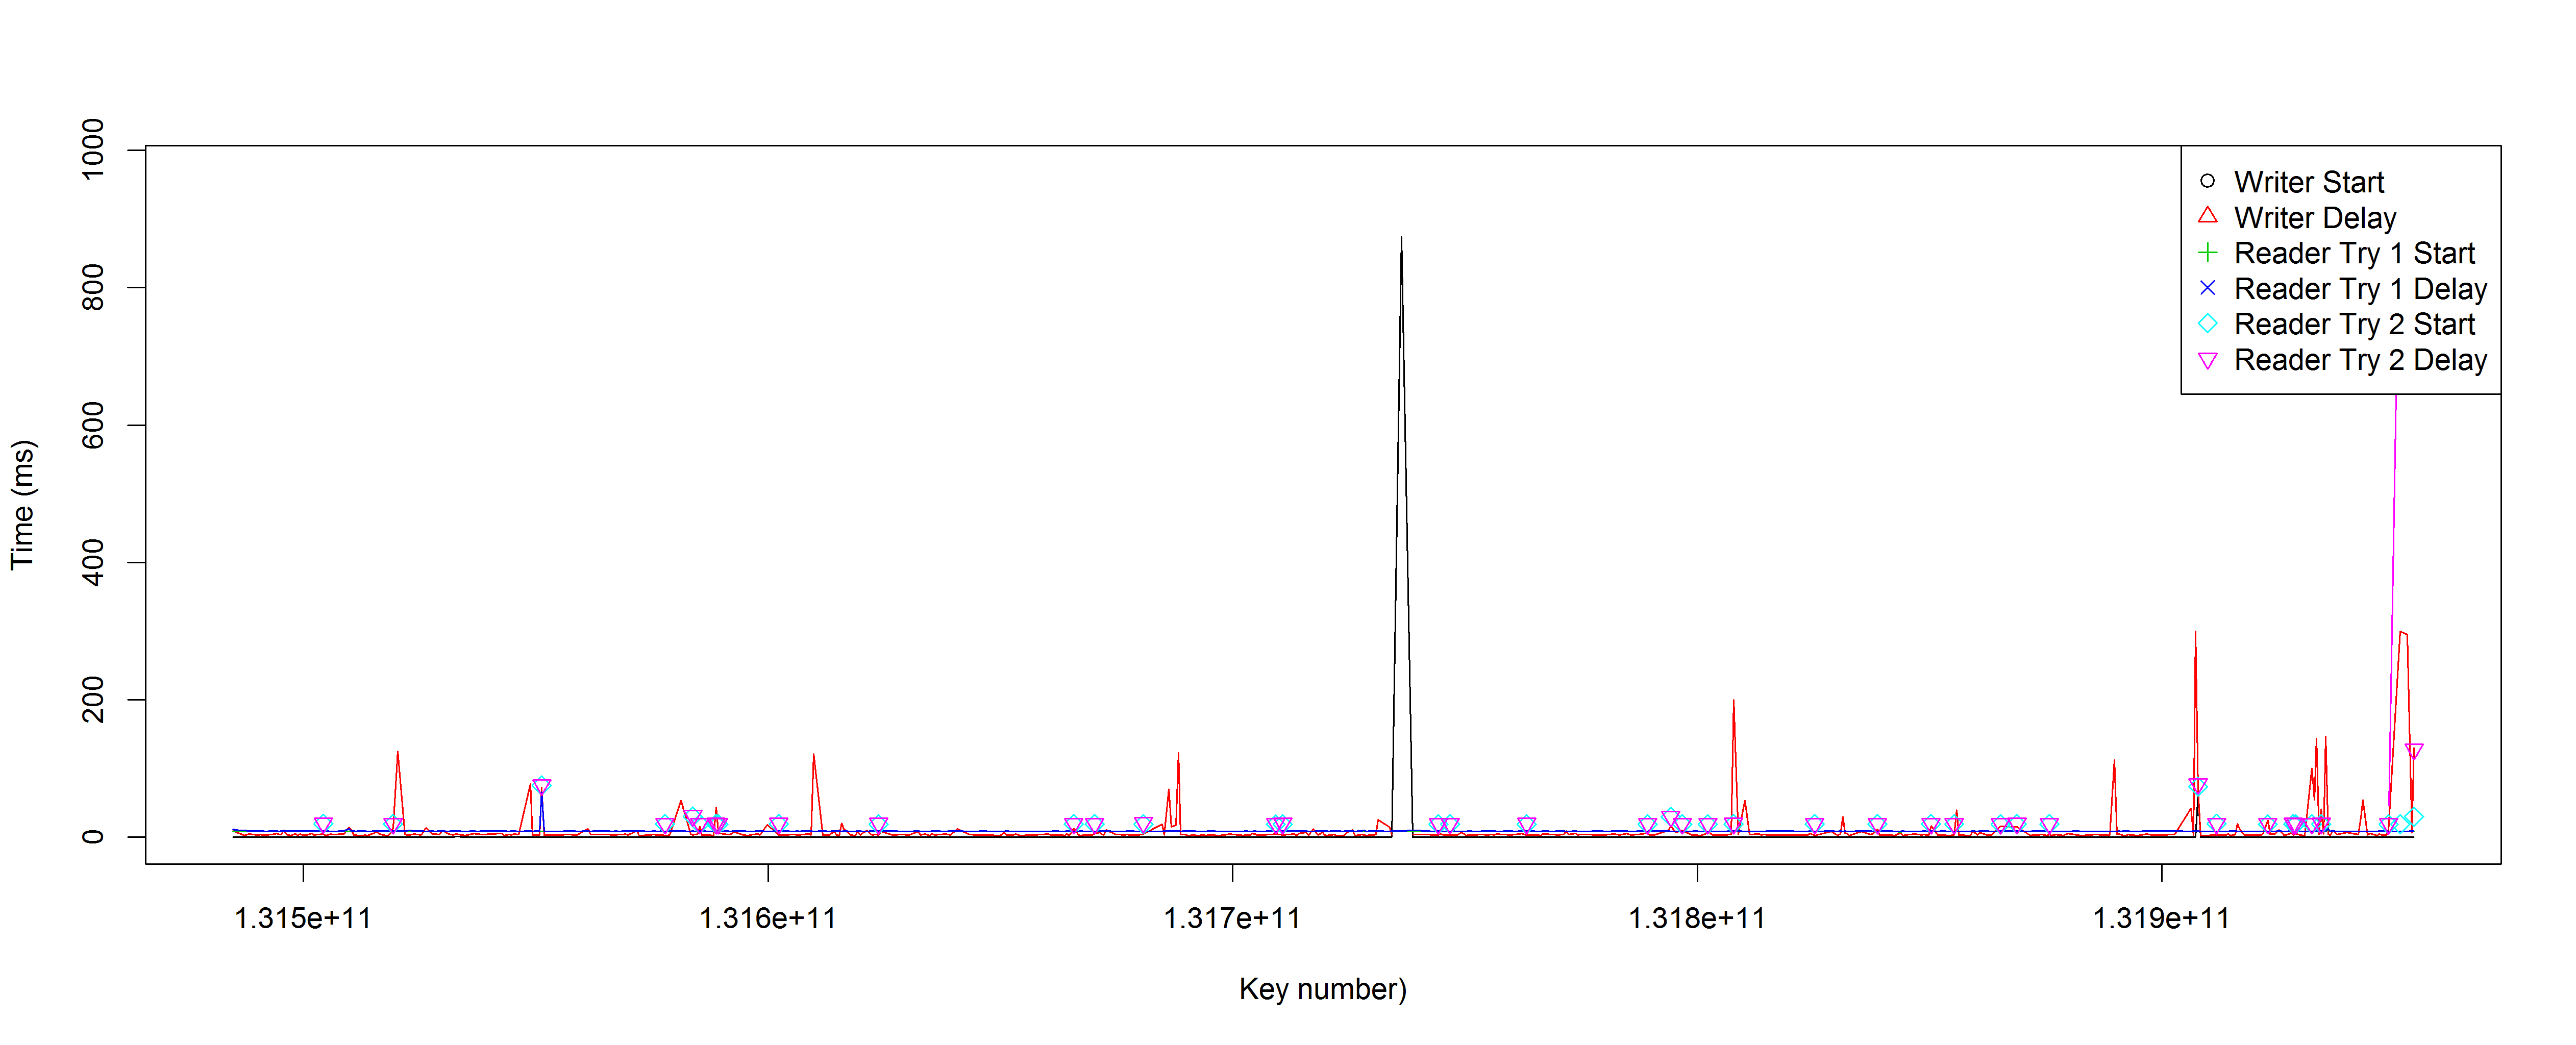 1000
800
600
400
200
0
Time (ms)
Writer Start
Writer Delay
Reader Try 1 Start
Reader Try 1 Delay
Reader Try 2 Start
Reader Try 2 Delay
1.315e+11 1.316e+11 1.317e+11 1.318e+11 1.319e+11
Key number)